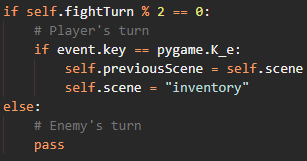 if self.fightTurn % 2 == 0:
    # Player's turn
    if event.key == pygame.K_e:
        self.previousScene = self.scene
        self.scene = "inventory"
else:
    # Enemy's turn
    pass